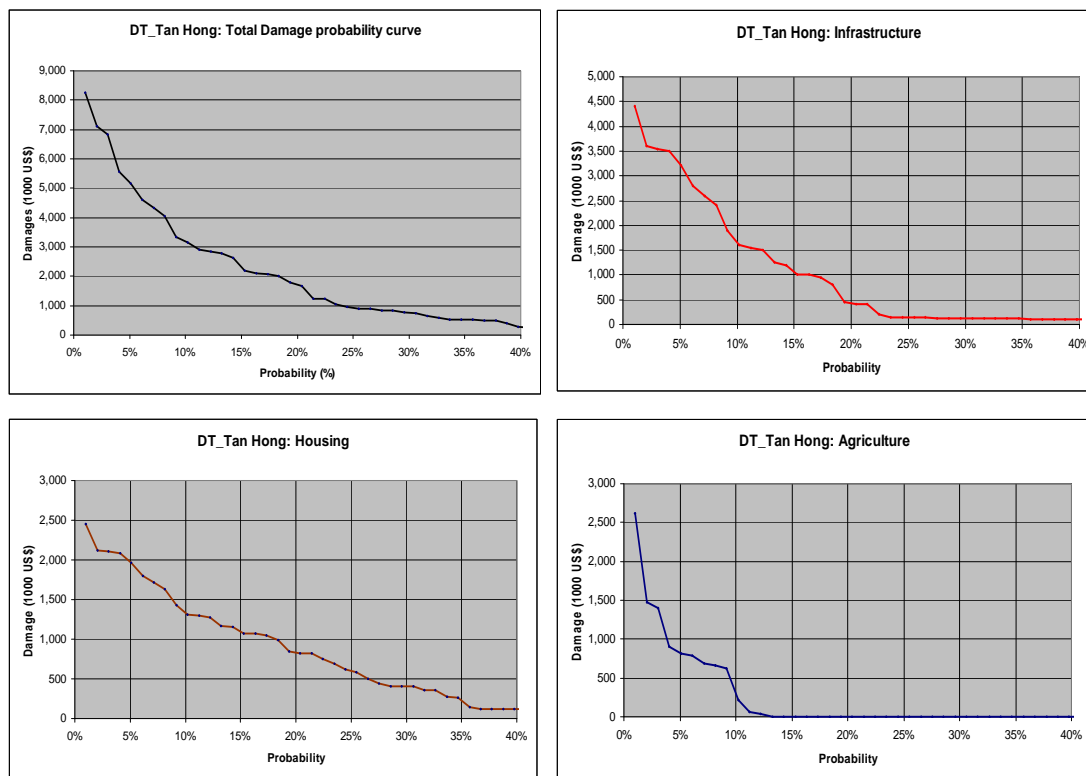 DT_Tan Hong: Total Damage probability curve
Damages (1000 US$)
9,000
8,000
7,000
6,000
5,000
4,000
3,000
2,000
1,000
0
0% 5% 10% 15% 20% 25% 30% 35% 40%
Probability (%)
DT_Tan Hong: Infrastructure
Damage (1000 US$)
5,000
4,500
4,000
3,500
3,000
2,500
2,000
1,500
1,000
500
0
0% 5% 10% 15% 20% 25% 30% 35% 40%
Probability
DT_Tan Hong: Housing
Damage (1000 US$)
3,000
2,500
2,000
1,500
1,000
500
0
0% 5% 10% 15% 20% 25% 30% 35% 40%
Probability
DT_Tan Hong: Agriculture
Damage (1000 US$)
3,000
2,500
2,000
1,500
1,000
500
0
0% 5% 10% 15% 20% 25% 30% 35% 40%
Probability